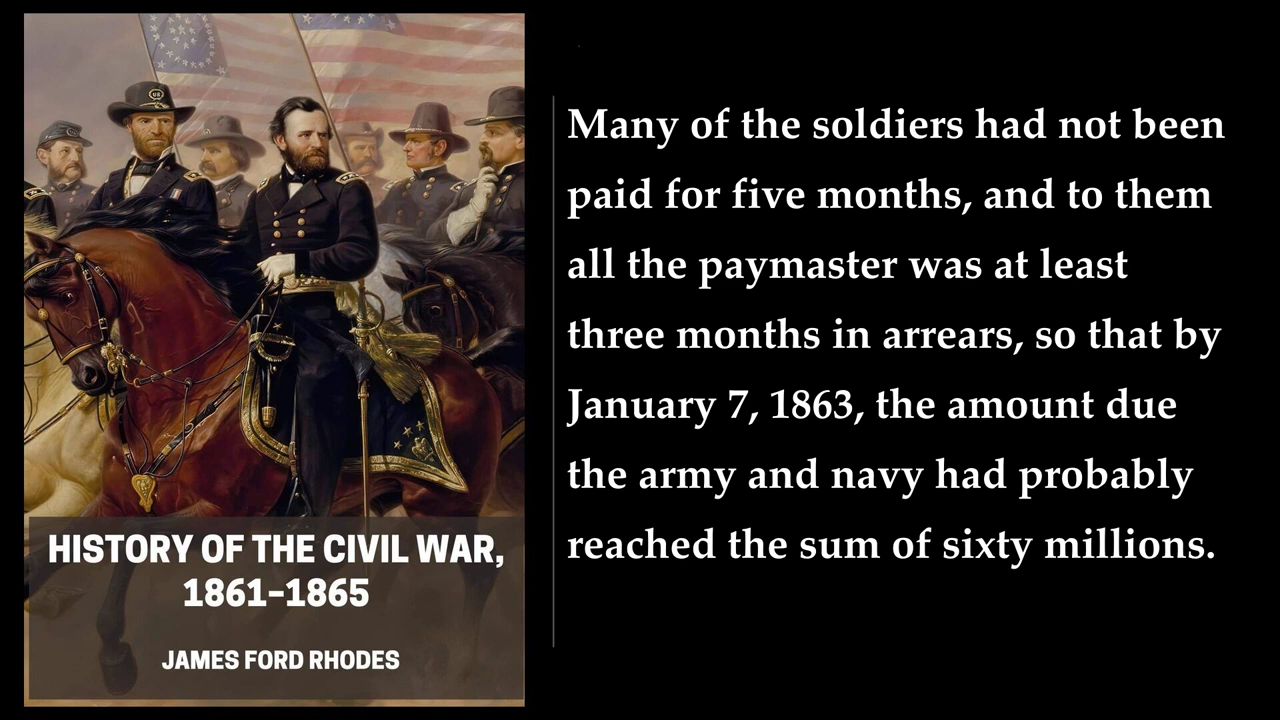 HISTORY OF THE CIVIL WAR,
1861–1865
JAMES FORD RHODES
Many of the soldiers had not been
paid for five months, and to them
all the paymaster was at least
three months in arrears, so that by
January 7, 1863, the amount due
the army and navy had probably
reached the sum of sixty millions.